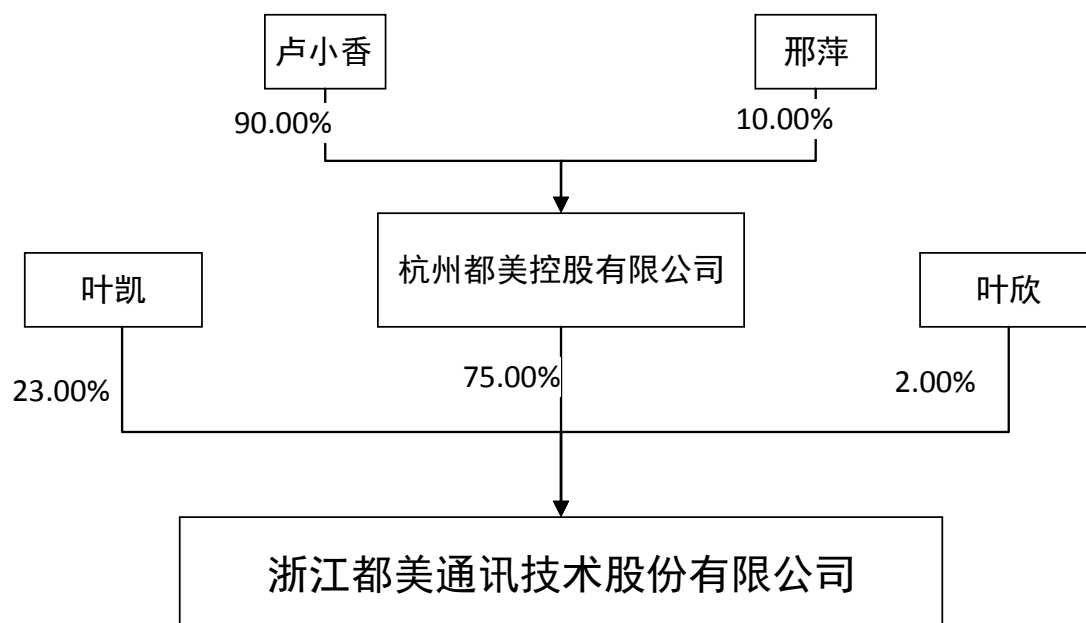 卢小香
邢萍
90.00%
10.00%
杭州都美控股有限公司
叶凯
叶欣
23.00%
75.00%
2.00%
浙江都美通讯技术股份有限公司